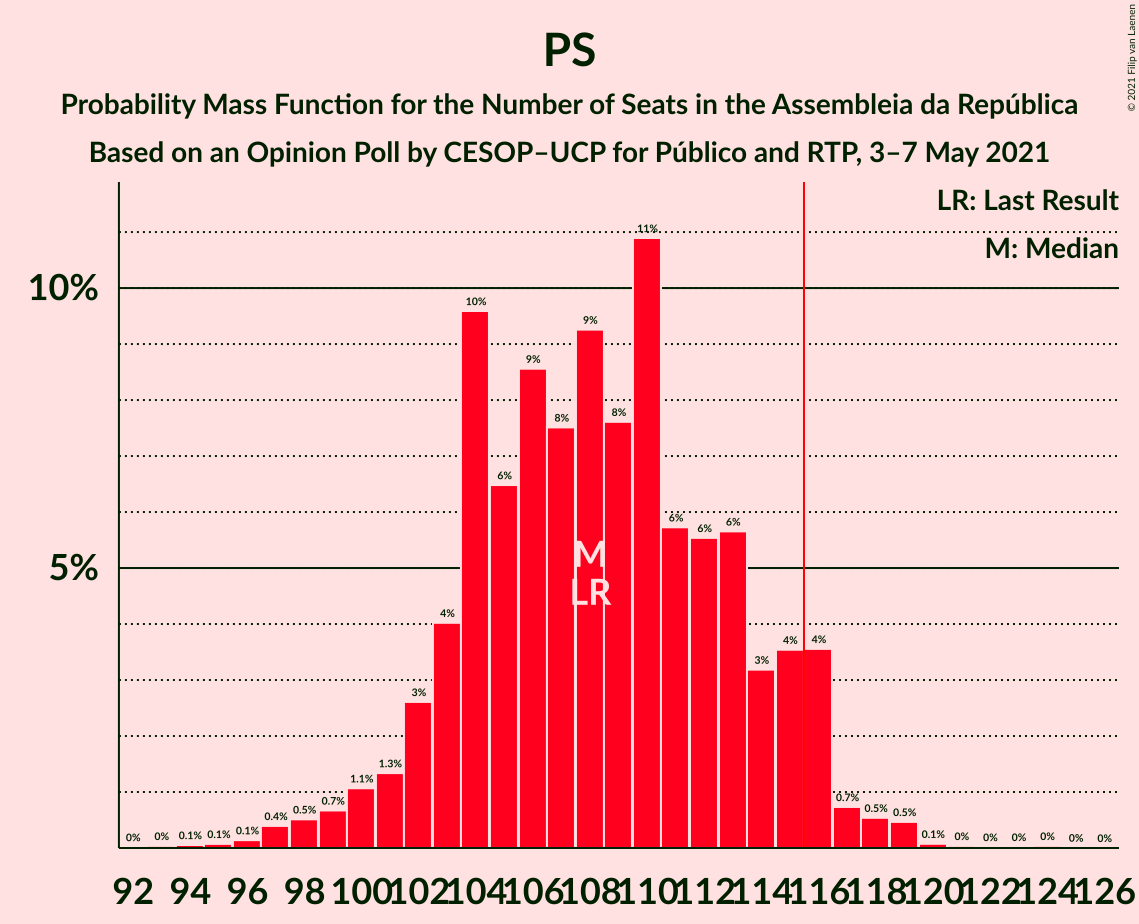 PS
Probability Mass Function for the Number of Seats in the Assembleia da República
Based on an Opinion Poll by CESOP–UCP for Público and RTP, 3–7 May 2021
© 2021 Filip van Laenen
LR: Last Result
M: Median
10%
5%
0% 0% 0.1% 0.1% 0.1% 0.4% 0.5% 0.7% 1.1% 1.3% 3% 4% 10% 6% 9% 8% 9% 8% 11% 6% 6% 6% 3% 4% 4% 0.7% 0.5% 0.5% 0.1% 0% 0% 0% 0% 0% 0%
M
LR
92 94 96 98 100 102 104 106 108 110 112 114 116 118 120 122 124 126